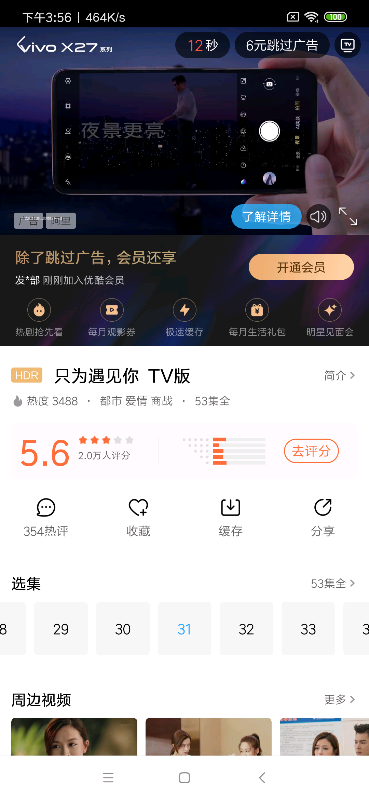 下午3:56 | 464K/s
100
vivo X27 系列
12 秒
6元跳过广告
TV
夜景更亮
广告
了解详情
除了跳过广告，会员还享
发*部 刚刚加入优酷会员
开通会员
热剧抢先看
每月观影券
极速缓存
每月生活礼包
明星见面会
HDR
只为遇见你 TV版
简介
热度 3488 · 都市 爱情 商战 · 53集全
5.6
2.0万人评分
去评分
354热评
收藏
缓存
分享
选集
53集全
8
29
30
31
32
33
3
周边视频
更多